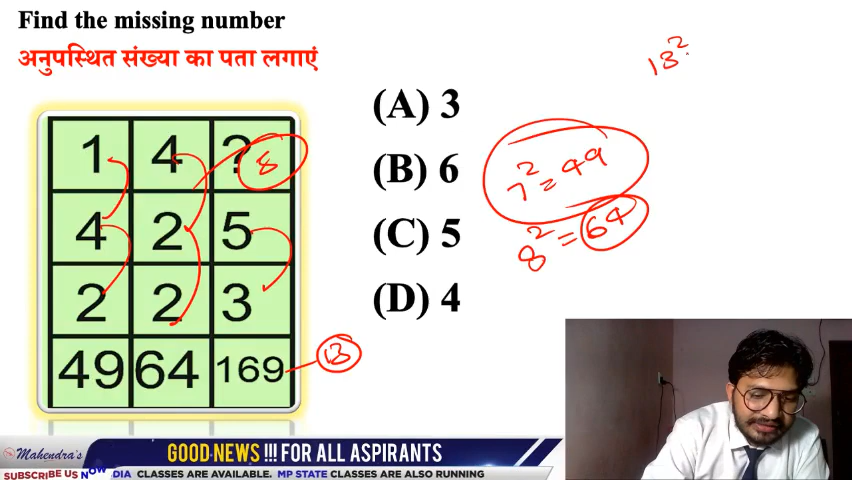 Find the missing number
अनुपस्थित संख्या का पता लगाएं
13²
(A) 3
(B) 6
(C) 5
(D) 4
1 4 ? 8
4 2 5
2 2 3
49 64 169 13
7² = 49
8² = 64
Mahendra's
GOOD NEWS !!! FOR ALL ASPIRANTS
SUBSCRIBE US NOW
DIA CLASSES ARE AVAILABLE. MP STATE CLASSES ARE ALSO RUNNING